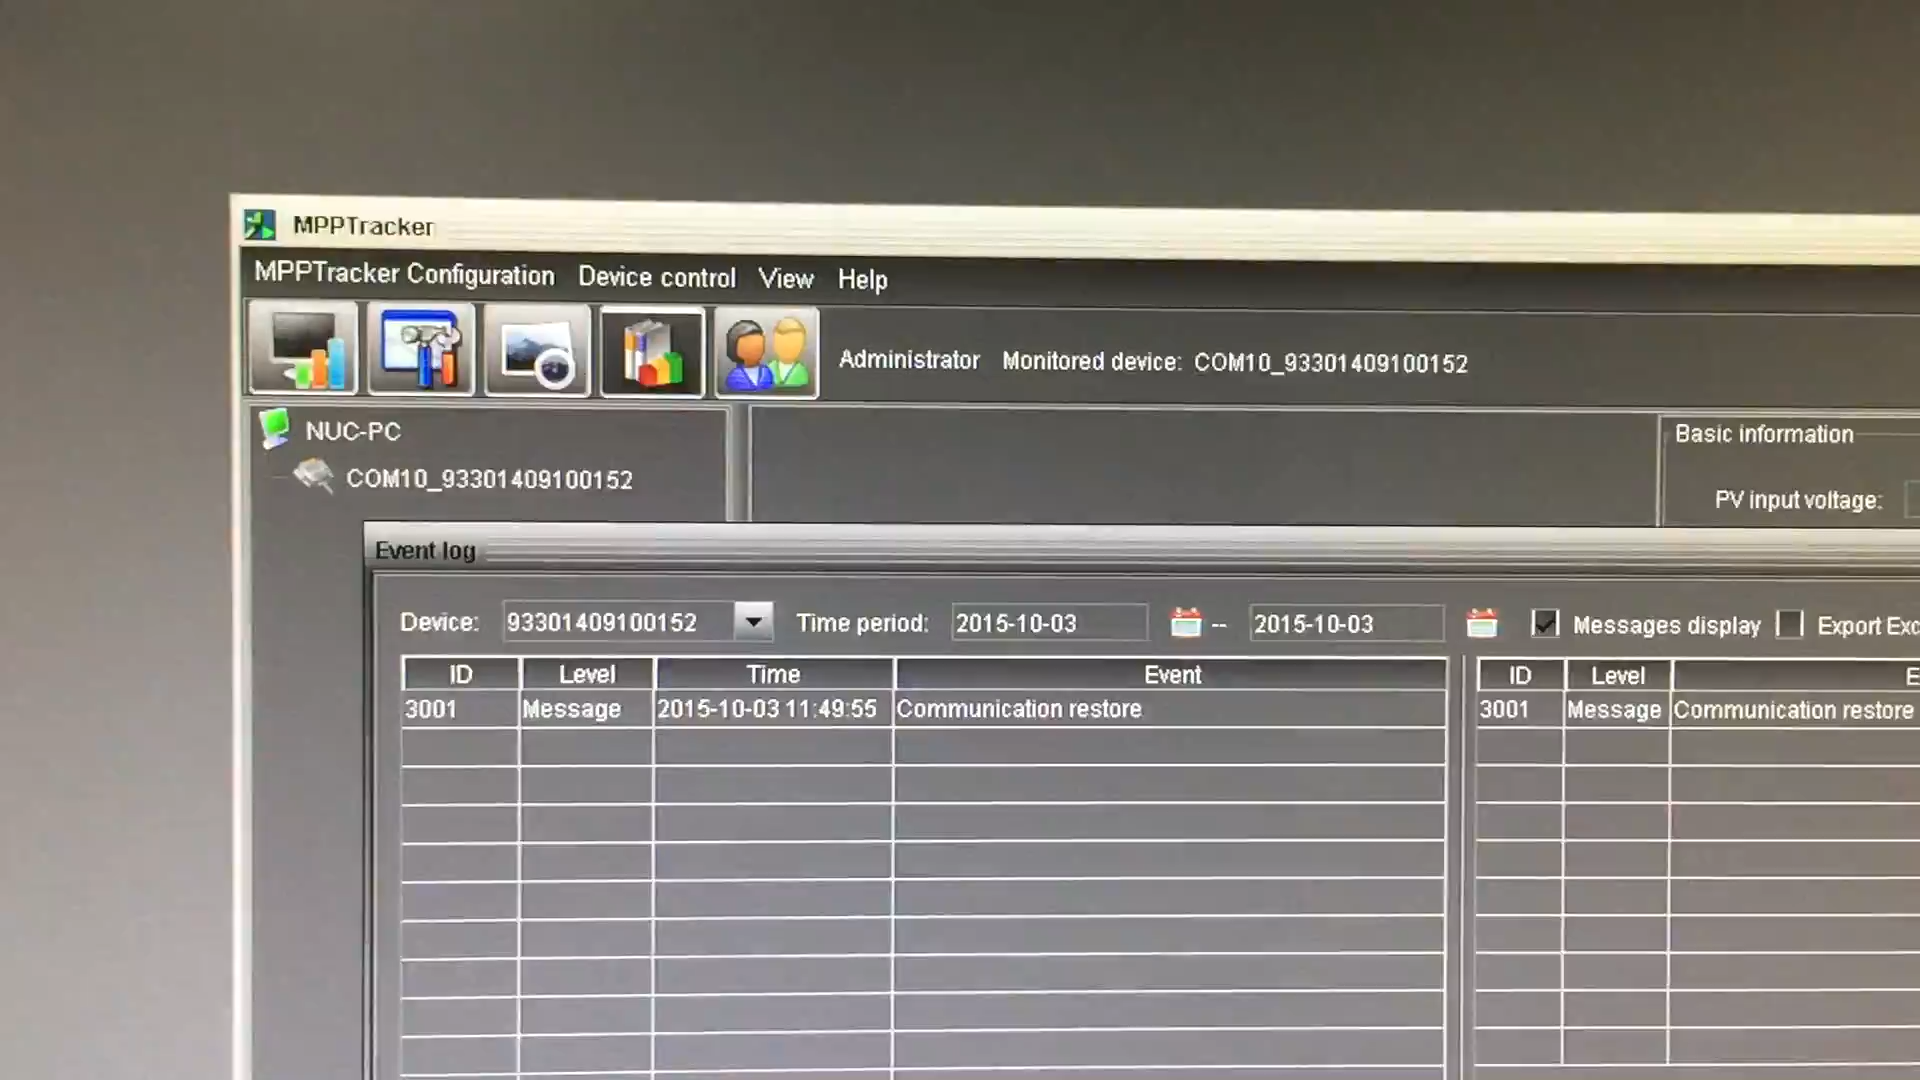 MPPTracker
MPPTracker Configuration Device control View Help
Administrator Monitored device: COM10_93301409100152
NUC-PC
COM10_93301409100152
Basic information
PV input voltage:
Event log
Device: 93301409100152 Time period: 2015-10-03 -- 2015-10-03 Messages display Export
ID Level Time Event ID Level
3001 Message 2015-10-03 11:49:55 Communication restore 3001 Message Communication restore